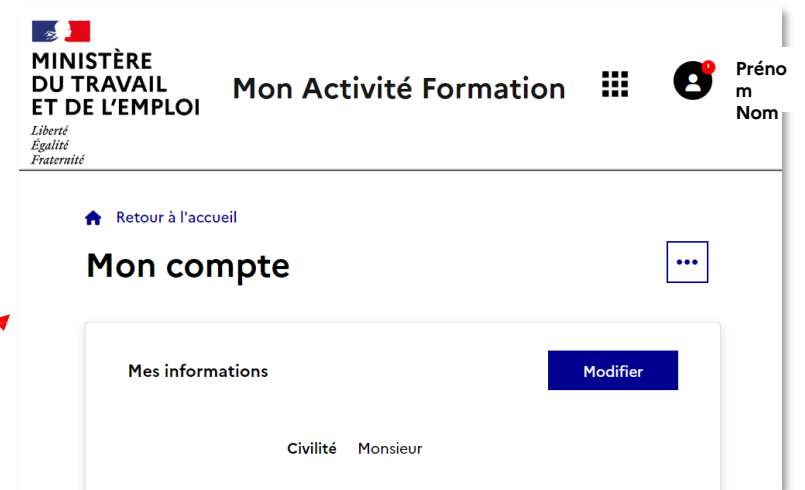 MINISTÈRE
DU TRAVAIL
ET DE L'EMPLOI
Liberté
Égalité
Fraternité
Mon Activité Formation
Préno
m
Nom
Retour à l'accueil
Mon compte
Mes informations
Modifier
Civilité Monsieur